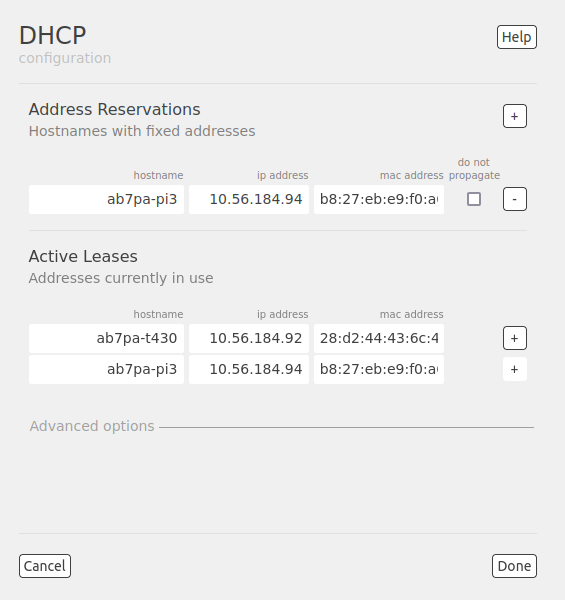 DHCP
Help
configuration
Address Reservations
+
Hostnames with fixed addresses
do not
hostname ip address mac address propagate
ab7pa-pi3 10.56.184.94 b8:27:eb:e9:f0:a -
Active Leases
Addresses currently in use
hostname ip address mac address
ab7pa-t430 10.56.184.92 28:d2:44:43:6c:4 +
ab7pa-pi3 10.56.184.94 b8:27:eb:e9:f0:a +
Advanced options
Cancel Done